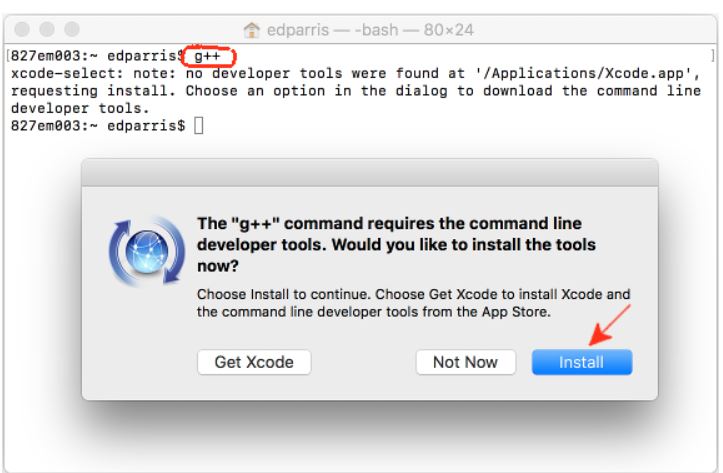 edparris — -bash — 80×24
[827em003:~ edparris$ g++ ]
xcode-select: note: no developer tools were found at '/Applications/Xcode.app',
requesting install. Choose an option in the dialog to download the command line
developer tools.
827em003:~ edparris$
The "g++" command requires the command line
developer tools. Would you like to install the tools
now?
Choose Install to continue. Choose Get Xcode to install Xcode and
the command line developer tools from the App Store.
Get Xcode
Not Now
Install